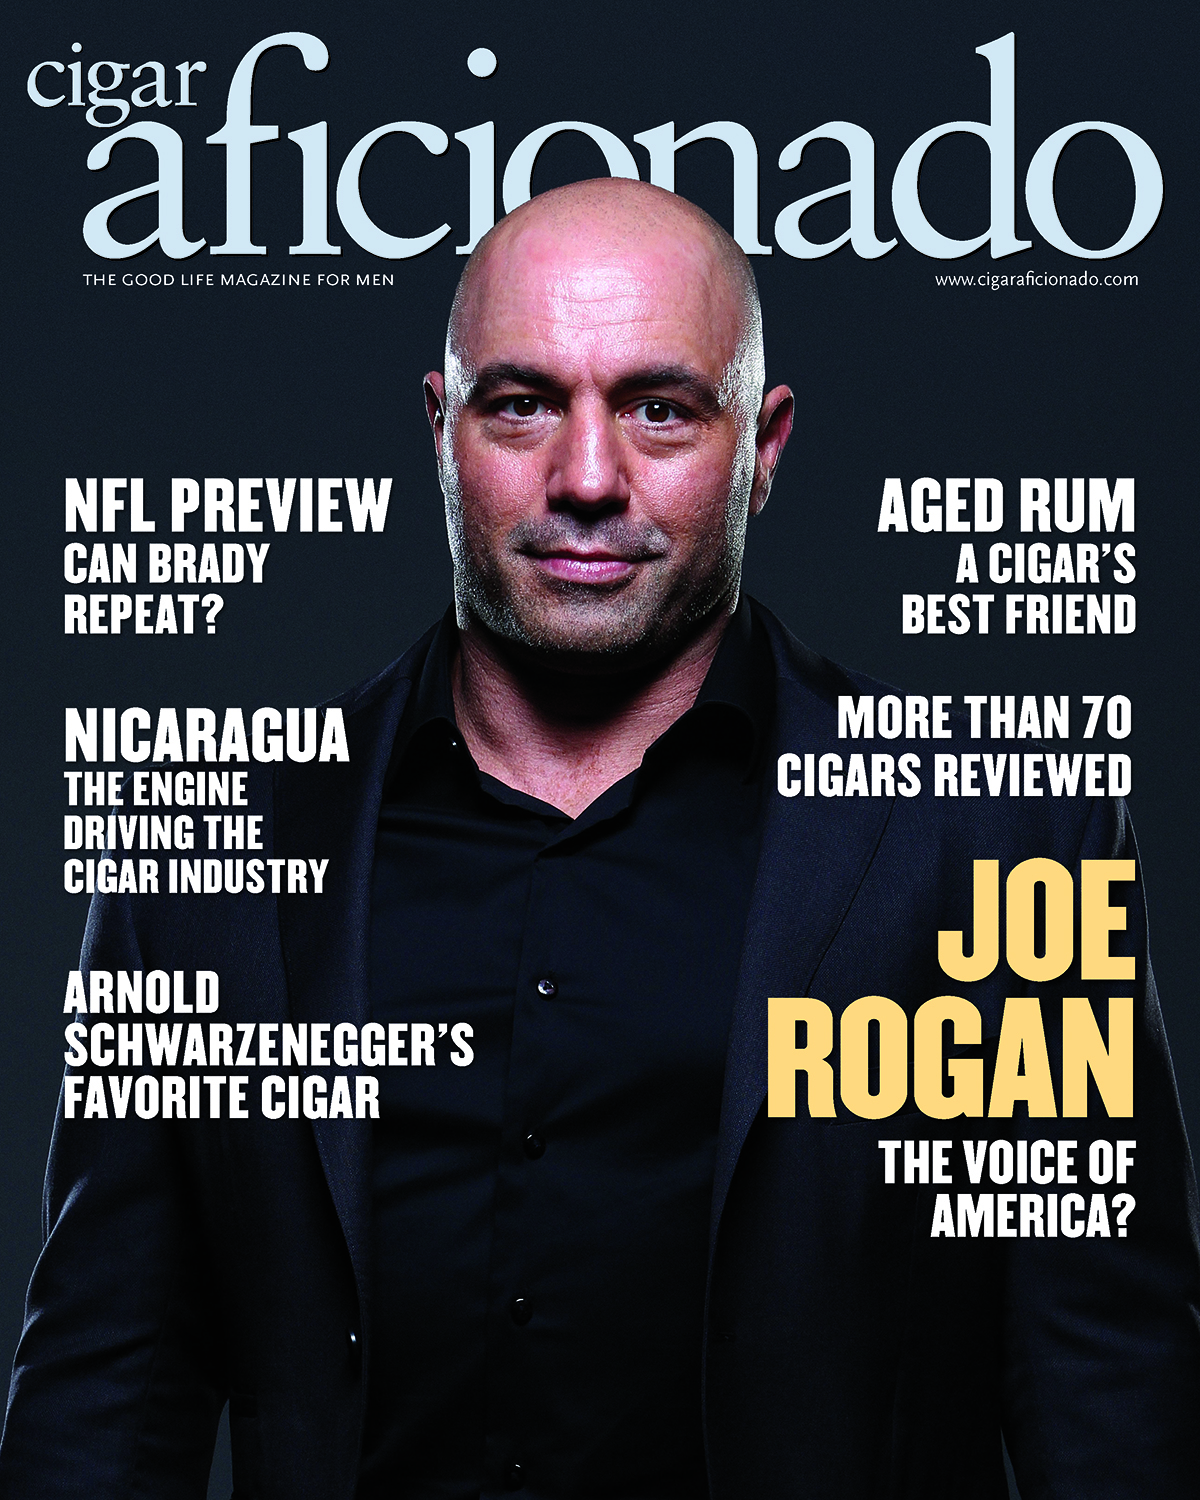 cigar
aficionado
THE GOOD LIFE MAGAZINE FOR MEN
www.cigaraficionado.com
NFL PREVIEW
CAN BRADY
REPEAT?
NICARAGUA
THE ENGINE
DRIVING THE
CIGAR INDUSTRY
ARNOLD
SCHWARZENEGGER'S
FAVORITE CIGAR
AGED RUM
A CIGAR'S
BEST FRIEND
MORE THAN 70
CIGARS REVIEWED
JOE
ROGAN
THE VOICE OF
AMERICA?